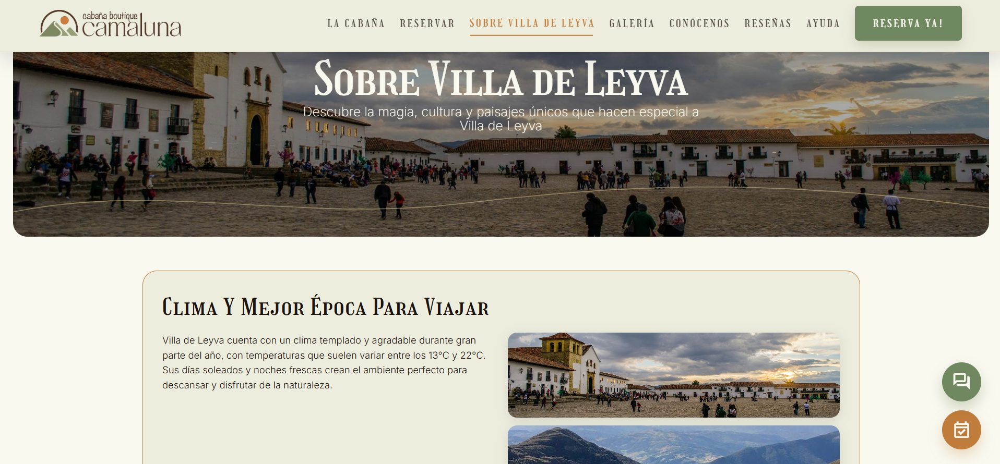 cabaña boutique
camaluna
LA CABAÑA RESERVAR SOBRE VILLA DE LEYVA GALERÍA CONÓCENOS RESEÑAS AYUDA RESERVA YA!
Sobre Villa de Leyva
Descubre la magia, cultura y paisajes únicos que hacen especial a
Villa de Leyva
Clima Y Mejor Época Para Viajar
Villa de Leyva cuenta con un clima templado y agradable durante gran
parte del año, con temperaturas que suelen variar entre los 13°C y 22°C.
Sus días soleados y noches frescas crean el ambiente perfecto para
descansar y disfrutar de la naturaleza.